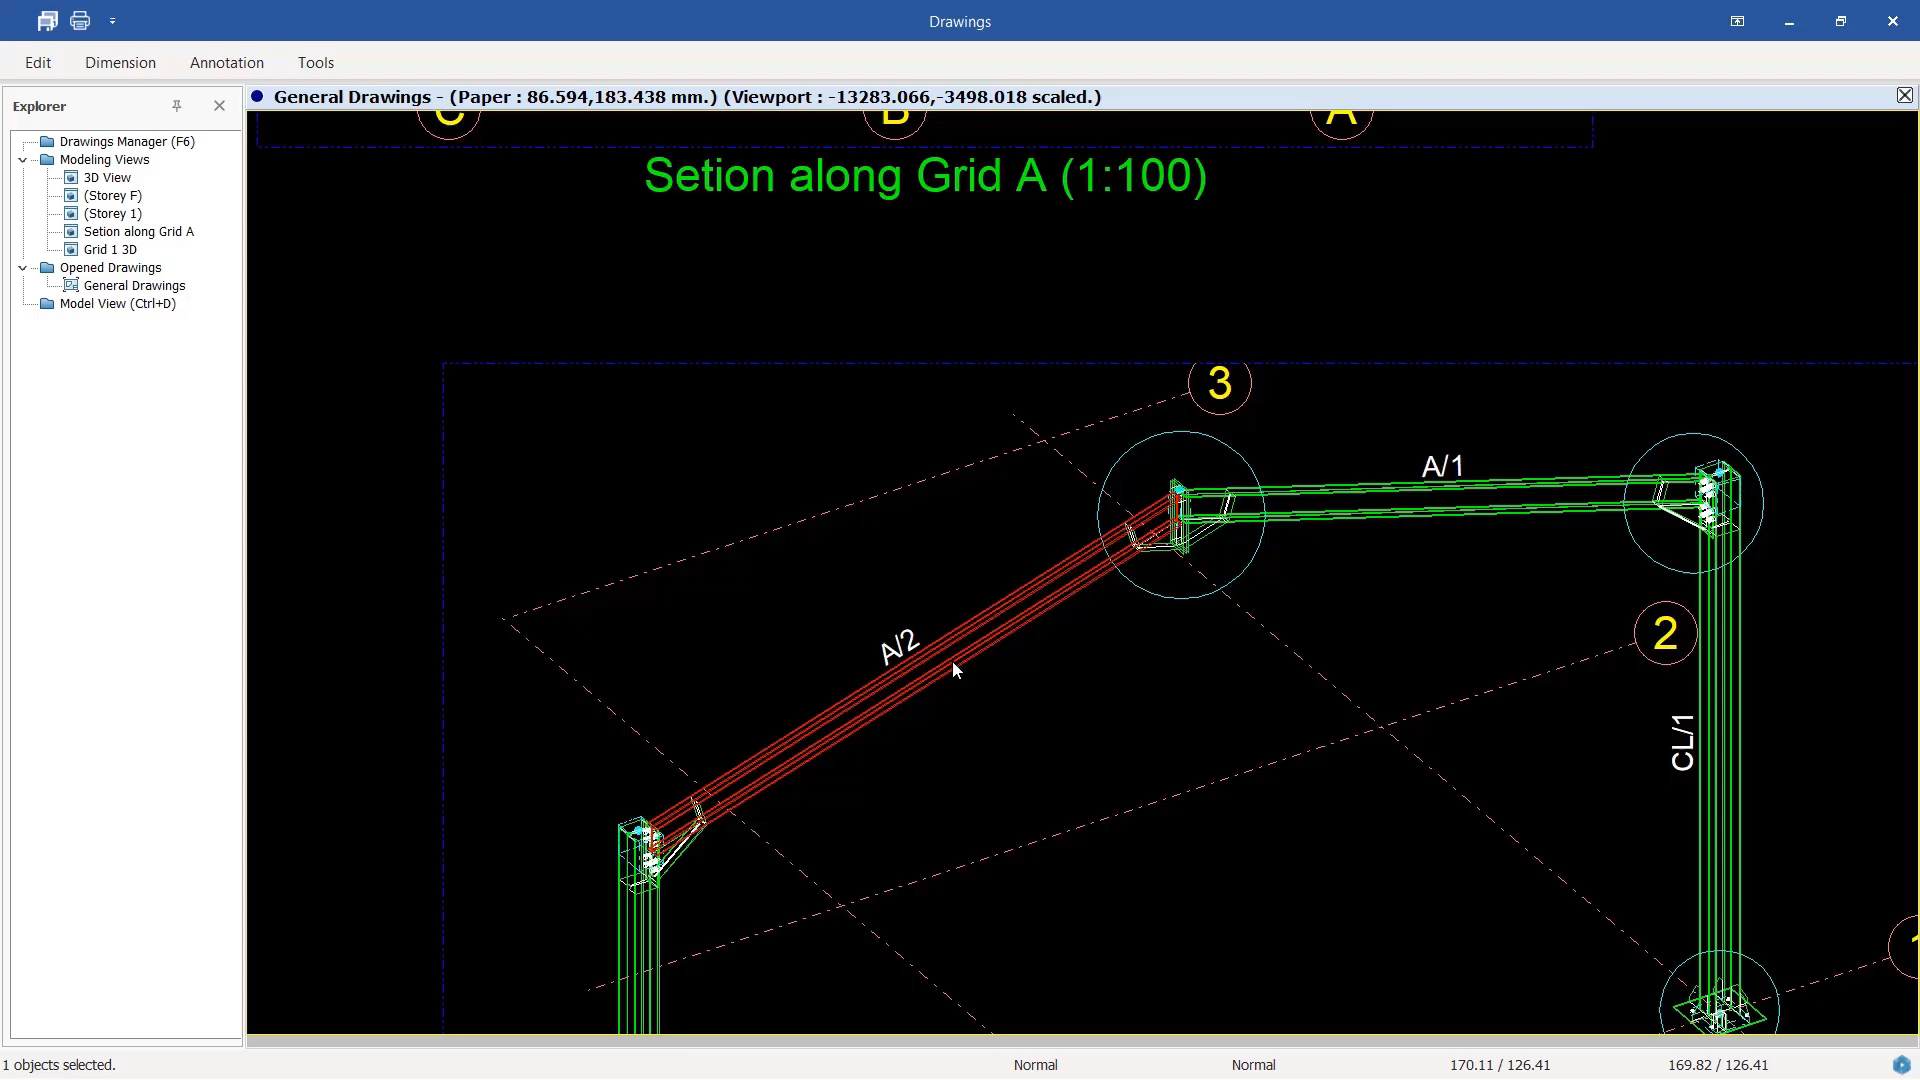 Drawings
Edit Dimension Annotation Tools
Explorer
General Drawings - (Paper : 86.594,183.438 mm.) (Viewport : -13283.066,-3498.018 scaled.)
Drawings Manager (F6)
Modeling Views
3D View
(Storey F)
(Storey 1)
Setion along Grid A
Grid 1 3D
Opened Drawings
General Drawings
Model View (Ctrl+D)
C B A
Setion along Grid A (1:100)
3
A/1
A/2
2
CL/1
1
1 objects selected.
Normal
Normal
170.11 / 126.41
169.82 / 126.41